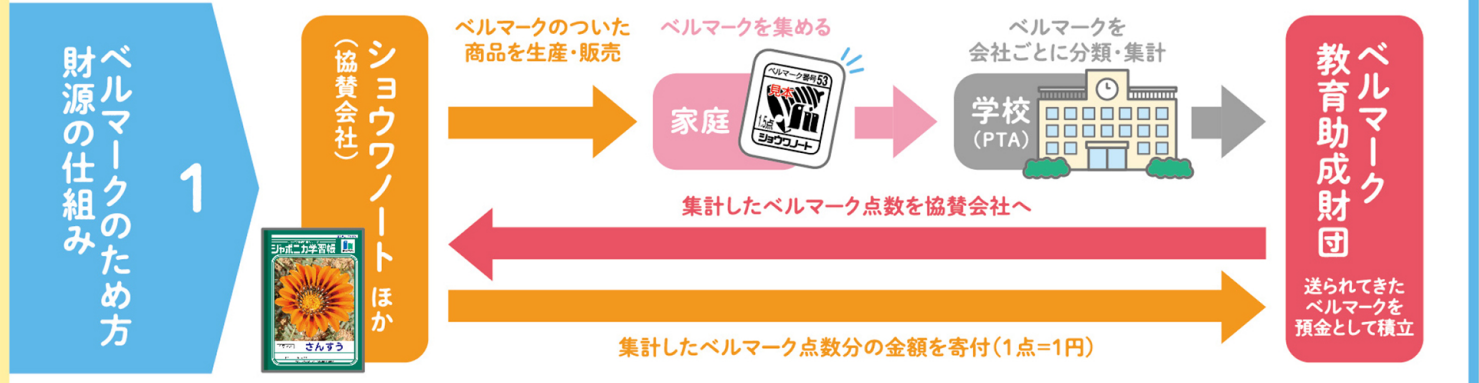 ベルマークのため方
財源の仕組み
1
ショウワノート ほか
(協賛会社)
ジャポニカ学習帳
さんすう
ベルマークのついた
商品を生産・販売
ベルマークを集める
家庭
ベルマーク番号53
見本
1.5点
ショウワノート
ベルマークを
会社ごとに分類・集計
学校
(PTA)
ベルマーク
教育助成財団
送られてきた
ベルマークを
預金として積立
集計したベルマーク点数を協賛会社へ
集計したベルマーク点数分の金額を寄付(1点=1円)